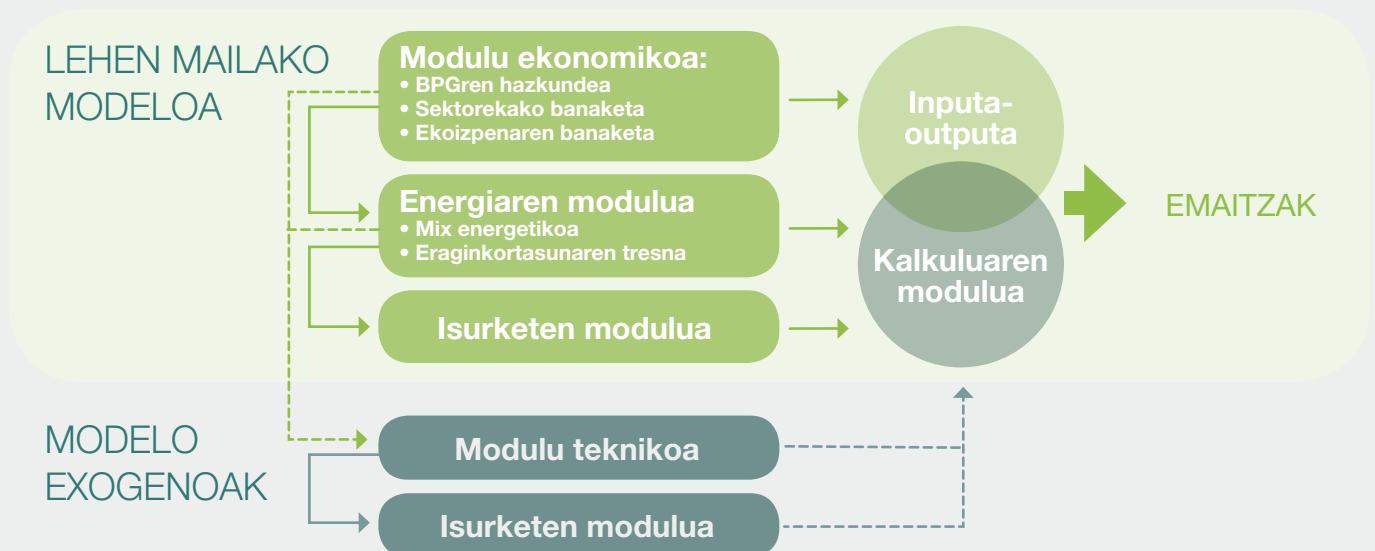 LEHEN MAILAKO
MODELOA
Modulu ekonomikoa:
• BPGren hazkundea
• Sektorekako banaketa
• Ekoizpenaren banaketa
Energiaren modulua
• Mix energetikoa
• Eraginkortasunaren tresna
Isurketen modulua
Inputa-
outputa
Kalkuluaren
modulua
EMAITZAK
MODELO
EXOGENOAK
Modulu teknikoa
Isurketen modulua